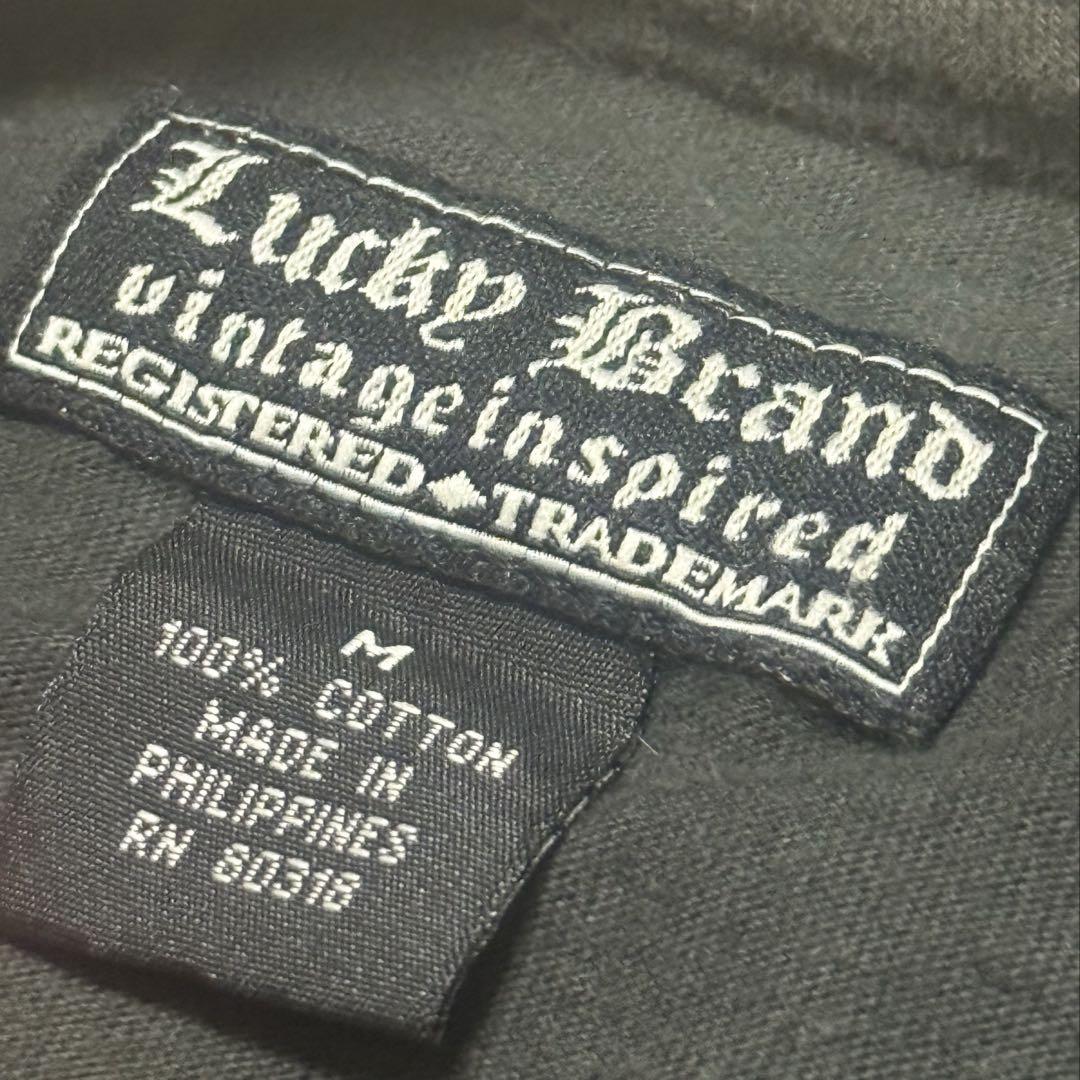 Lucky Brand
vintage inspired
REGISTERED TRADEMARK
M
100% COTTON
MADE IN
PHILIPPINES
RN 80318